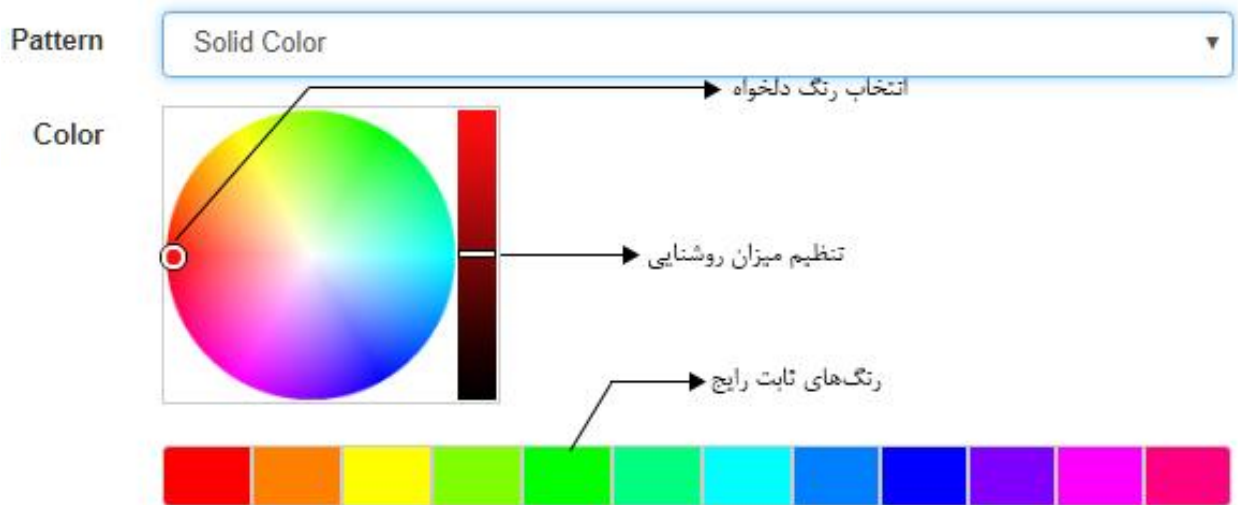 Pattern
Solid Color
انتخاب رنگ دلخواه
Color
تنظیم میزان روشنایی
رنگ‌های ثابت رایج